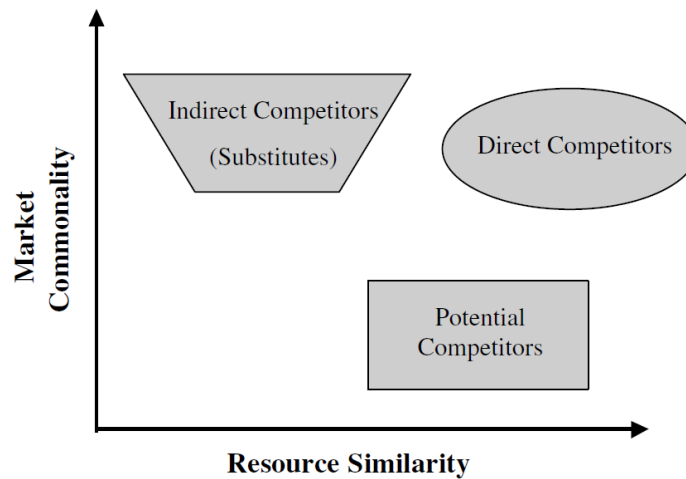 Market
Commonality
Indirect Competitors
(Substitutes)
Direct Competitors
Potential
Competitors
Resource Similarity